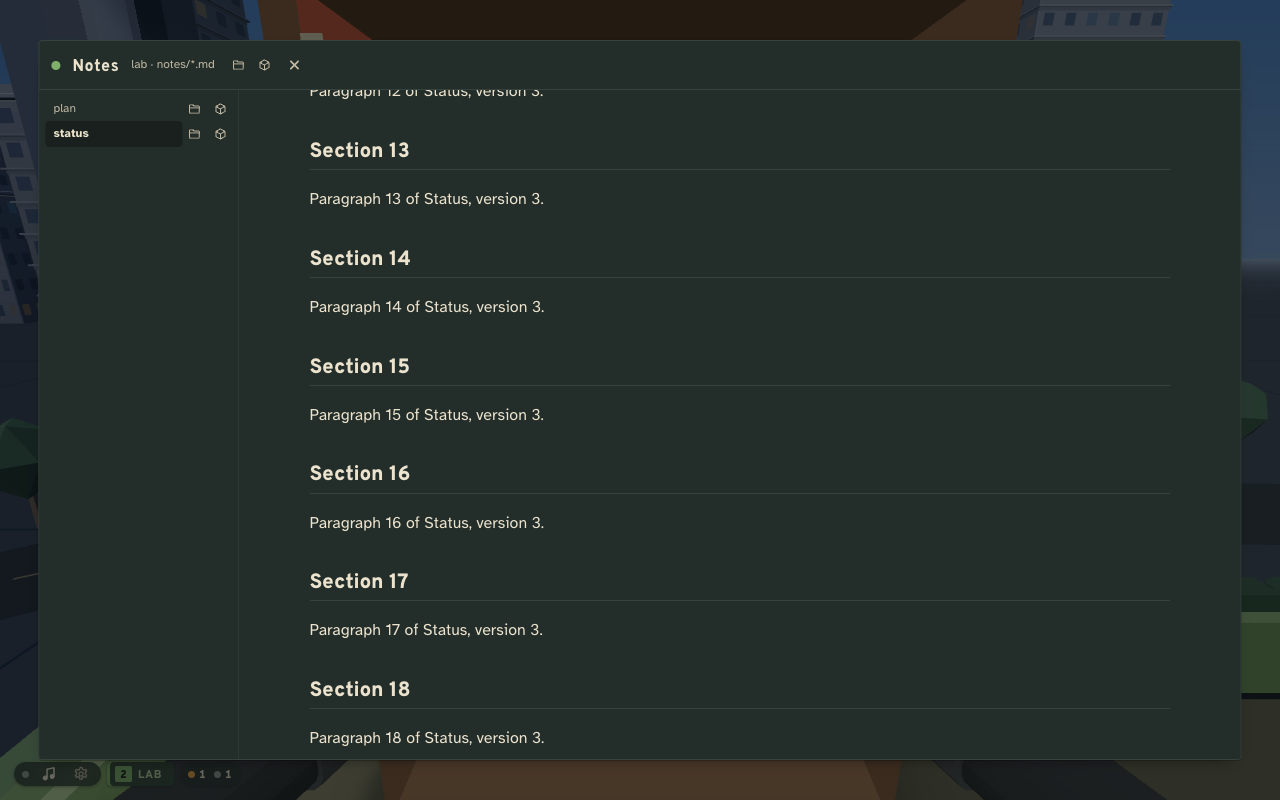 Notes lab · notes/*.md
plan
status
Paragraph 12 of Status, version 3.
Section 13
Paragraph 13 of Status, version 3.
Section 14
Paragraph 14 of Status, version 3.
Section 15
Paragraph 15 of Status, version 3.
Section 16
Paragraph 16 of Status, version 3.
Section 17
Paragraph 17 of Status, version 3.
Section 18
Paragraph 18 of Status, version 3.
2 LAB 1 1